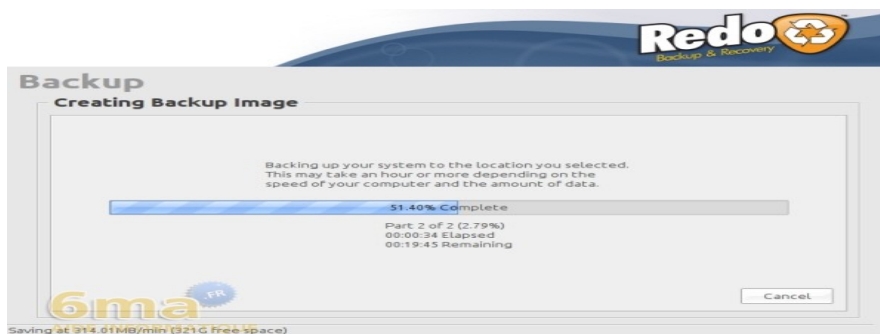 Redo
Backup & Recovery
Backup
Creating Backup Image
Backing up your system to the location you selected.
This may take an hour or more depending on the
speed of your computer and the amount of data.
51.40% Complete
Part 2 of 2 (2.79%)
00:00:34 Elapsed
00:19:45 Remaining
6ma .FR
Cancel
Saving at 314.01MB/min (321G free space)